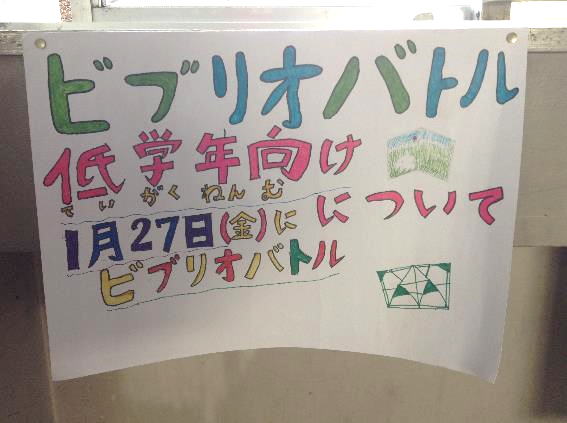 ビブリオバトル
低学年向け
ていがくねんむ
について
1月27日(金)に
ビブリオバトル